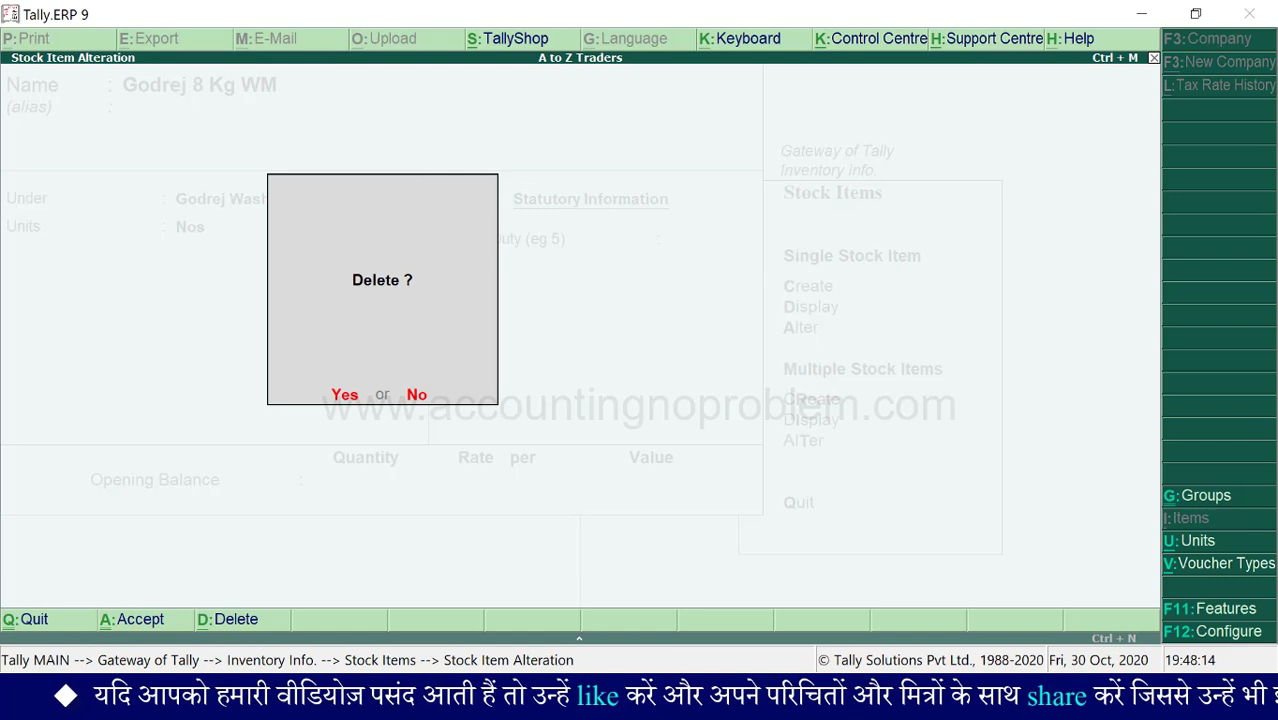 Tally.ERP 9
P: Print E: Export M: E-Mail O: Upload S: TallyShop G: Language K: Keyboard K: Control Centre H: Support Centre H: Help F3: Company
Stock Item Alteration A to Z Traders Ctrl + M
F3: New Company
L: Tax Rate History
Name : Godrej 8 Kg WM
(alias) :
Gateway of Tally
Inventory info.
Stock Items
Under : Godrej Wash
Units : Nos
Statutory Information
Duty (eg 5) :
Single Stock Item
Create
Display
Alter
Multiple Stock Items
CReate
DIsplay
AlTer
Quit
Delete ?
Yes or No
www.accountingnoproblem.com
Quantity Rate per Value
Opening Balance :
G: Groups
I: Items
U: Units
V: Voucher Types
F11: Features
F12: Configure
Q: Quit A: Accept D: Delete
Ctrl + N
Tally MAIN --> Gateway of Tally --> Inventory Info. --> Stock Items --> Stock Item Alteration © Tally Solutions Pvt Ltd., 1988-2020 Fri, 30 Oct, 2020 19:48:14
◆ यदि आपको हमारी वीडियोज़ पसंद आती हैं तो उन्हें like करें और अपने परिचितों और मित्रों के साथ share करें जिससे उन्हें भी